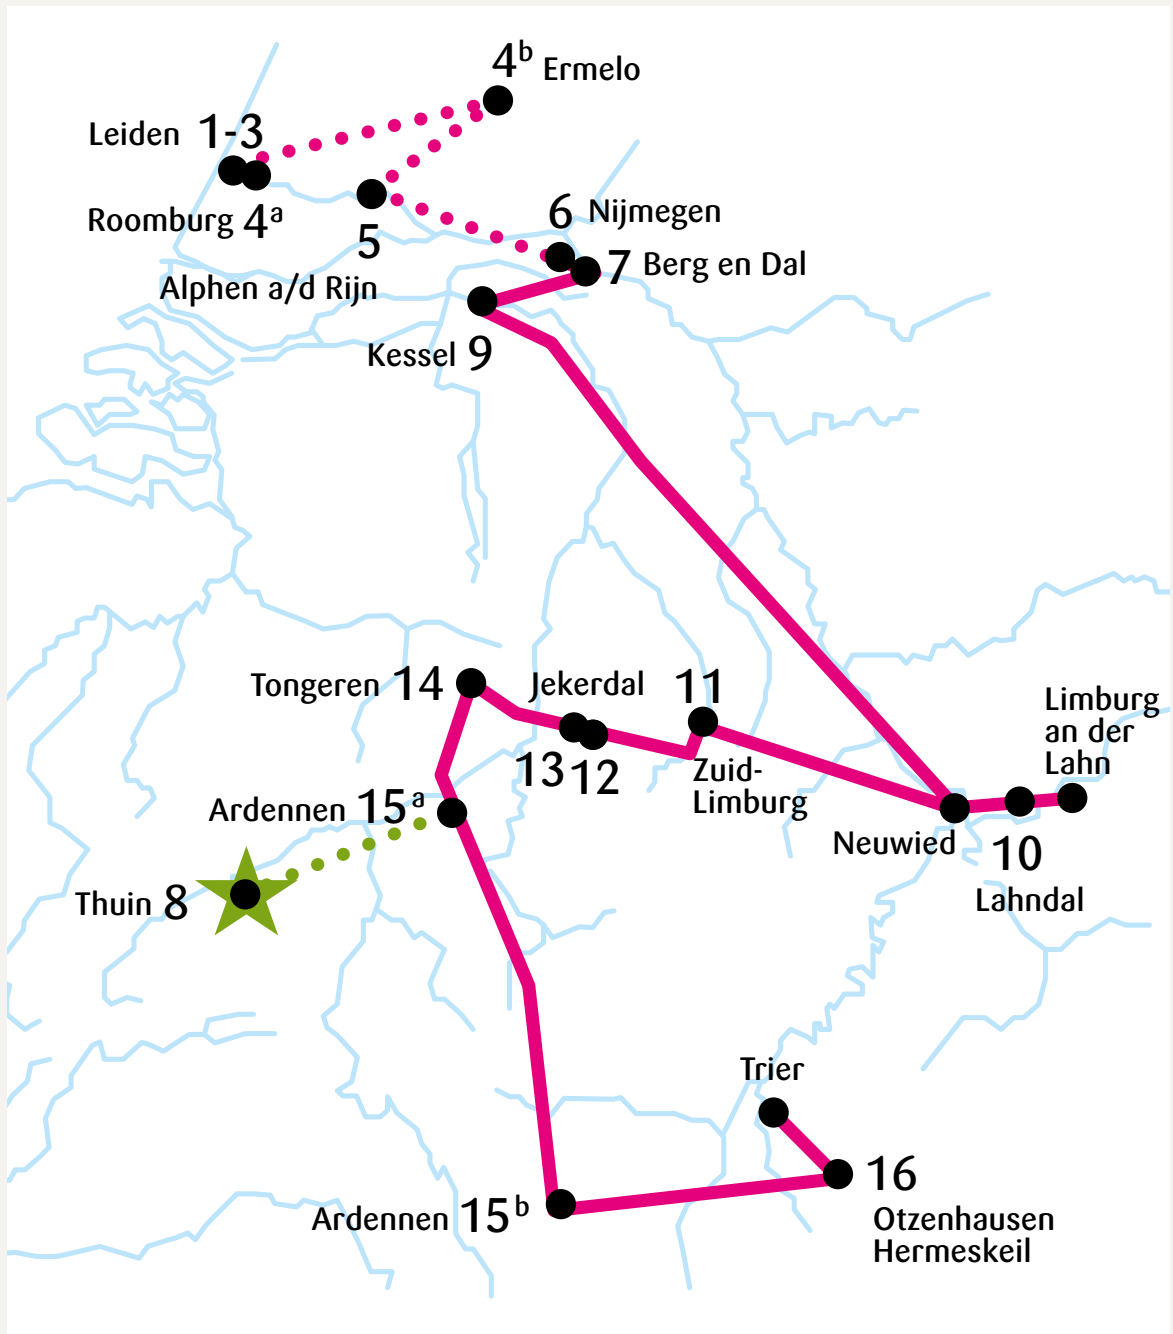 4b Ermelo
Leiden 1-3
Roomburg 4a
5
Alphen a/d Rijn
6 Nijmegen
7 Berg en Dal
Kessel 9
Tongeren 14
Jekerdal
11
13 12
Zuid-
Limburg
Limburg
an der
Lahn
Ardennen 15a
Neuwied
10
Lahndal
Thuin 8
Trier
16
Otzenhausen
Hermeskeil
Ardennen 15b